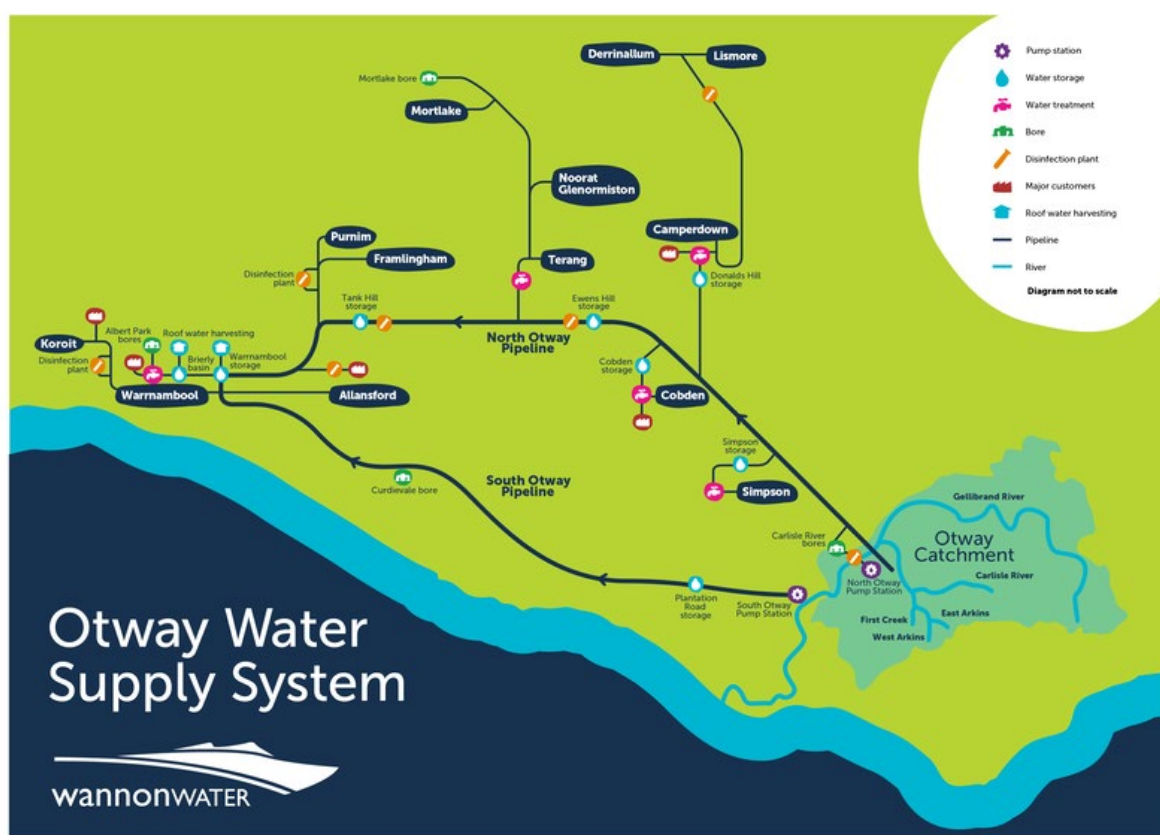 Derrinallum
Lismore
Mortlake bore
Mortlake
Noorat
Glenormiston
Purnim
Framlingham
Disinfection
plant
Terang
Camperdown
Donalds Hill
storage
Tank Hill
storage
Ewens Hill
storage
North Otway
Pipeline
Koroit
Albert Park
bores
Roof water harvesting
Brierly
basin
Warrnambool
storage
Disinfection
plant
Warrnambool
Allansford
Cobden
storage
Cobden
Simpson
storage
Simpson
South Otway
Pipeline
Curdievale bore
Carlisle River
bores
Gellibrand River
Otway
Catchment
North Otway
Pump Station
Carlisle River
Plantation
Road
storage
South Otway
Pump Station
First Creek
East Arkins
West Arkins
Pump station
Water storage
Water treatment
Bore
Disinfection plant
Major customers
Roof water harvesting
Pipeline
River
Diagram not to scale
Otway Water
Supply System
wannonWATER